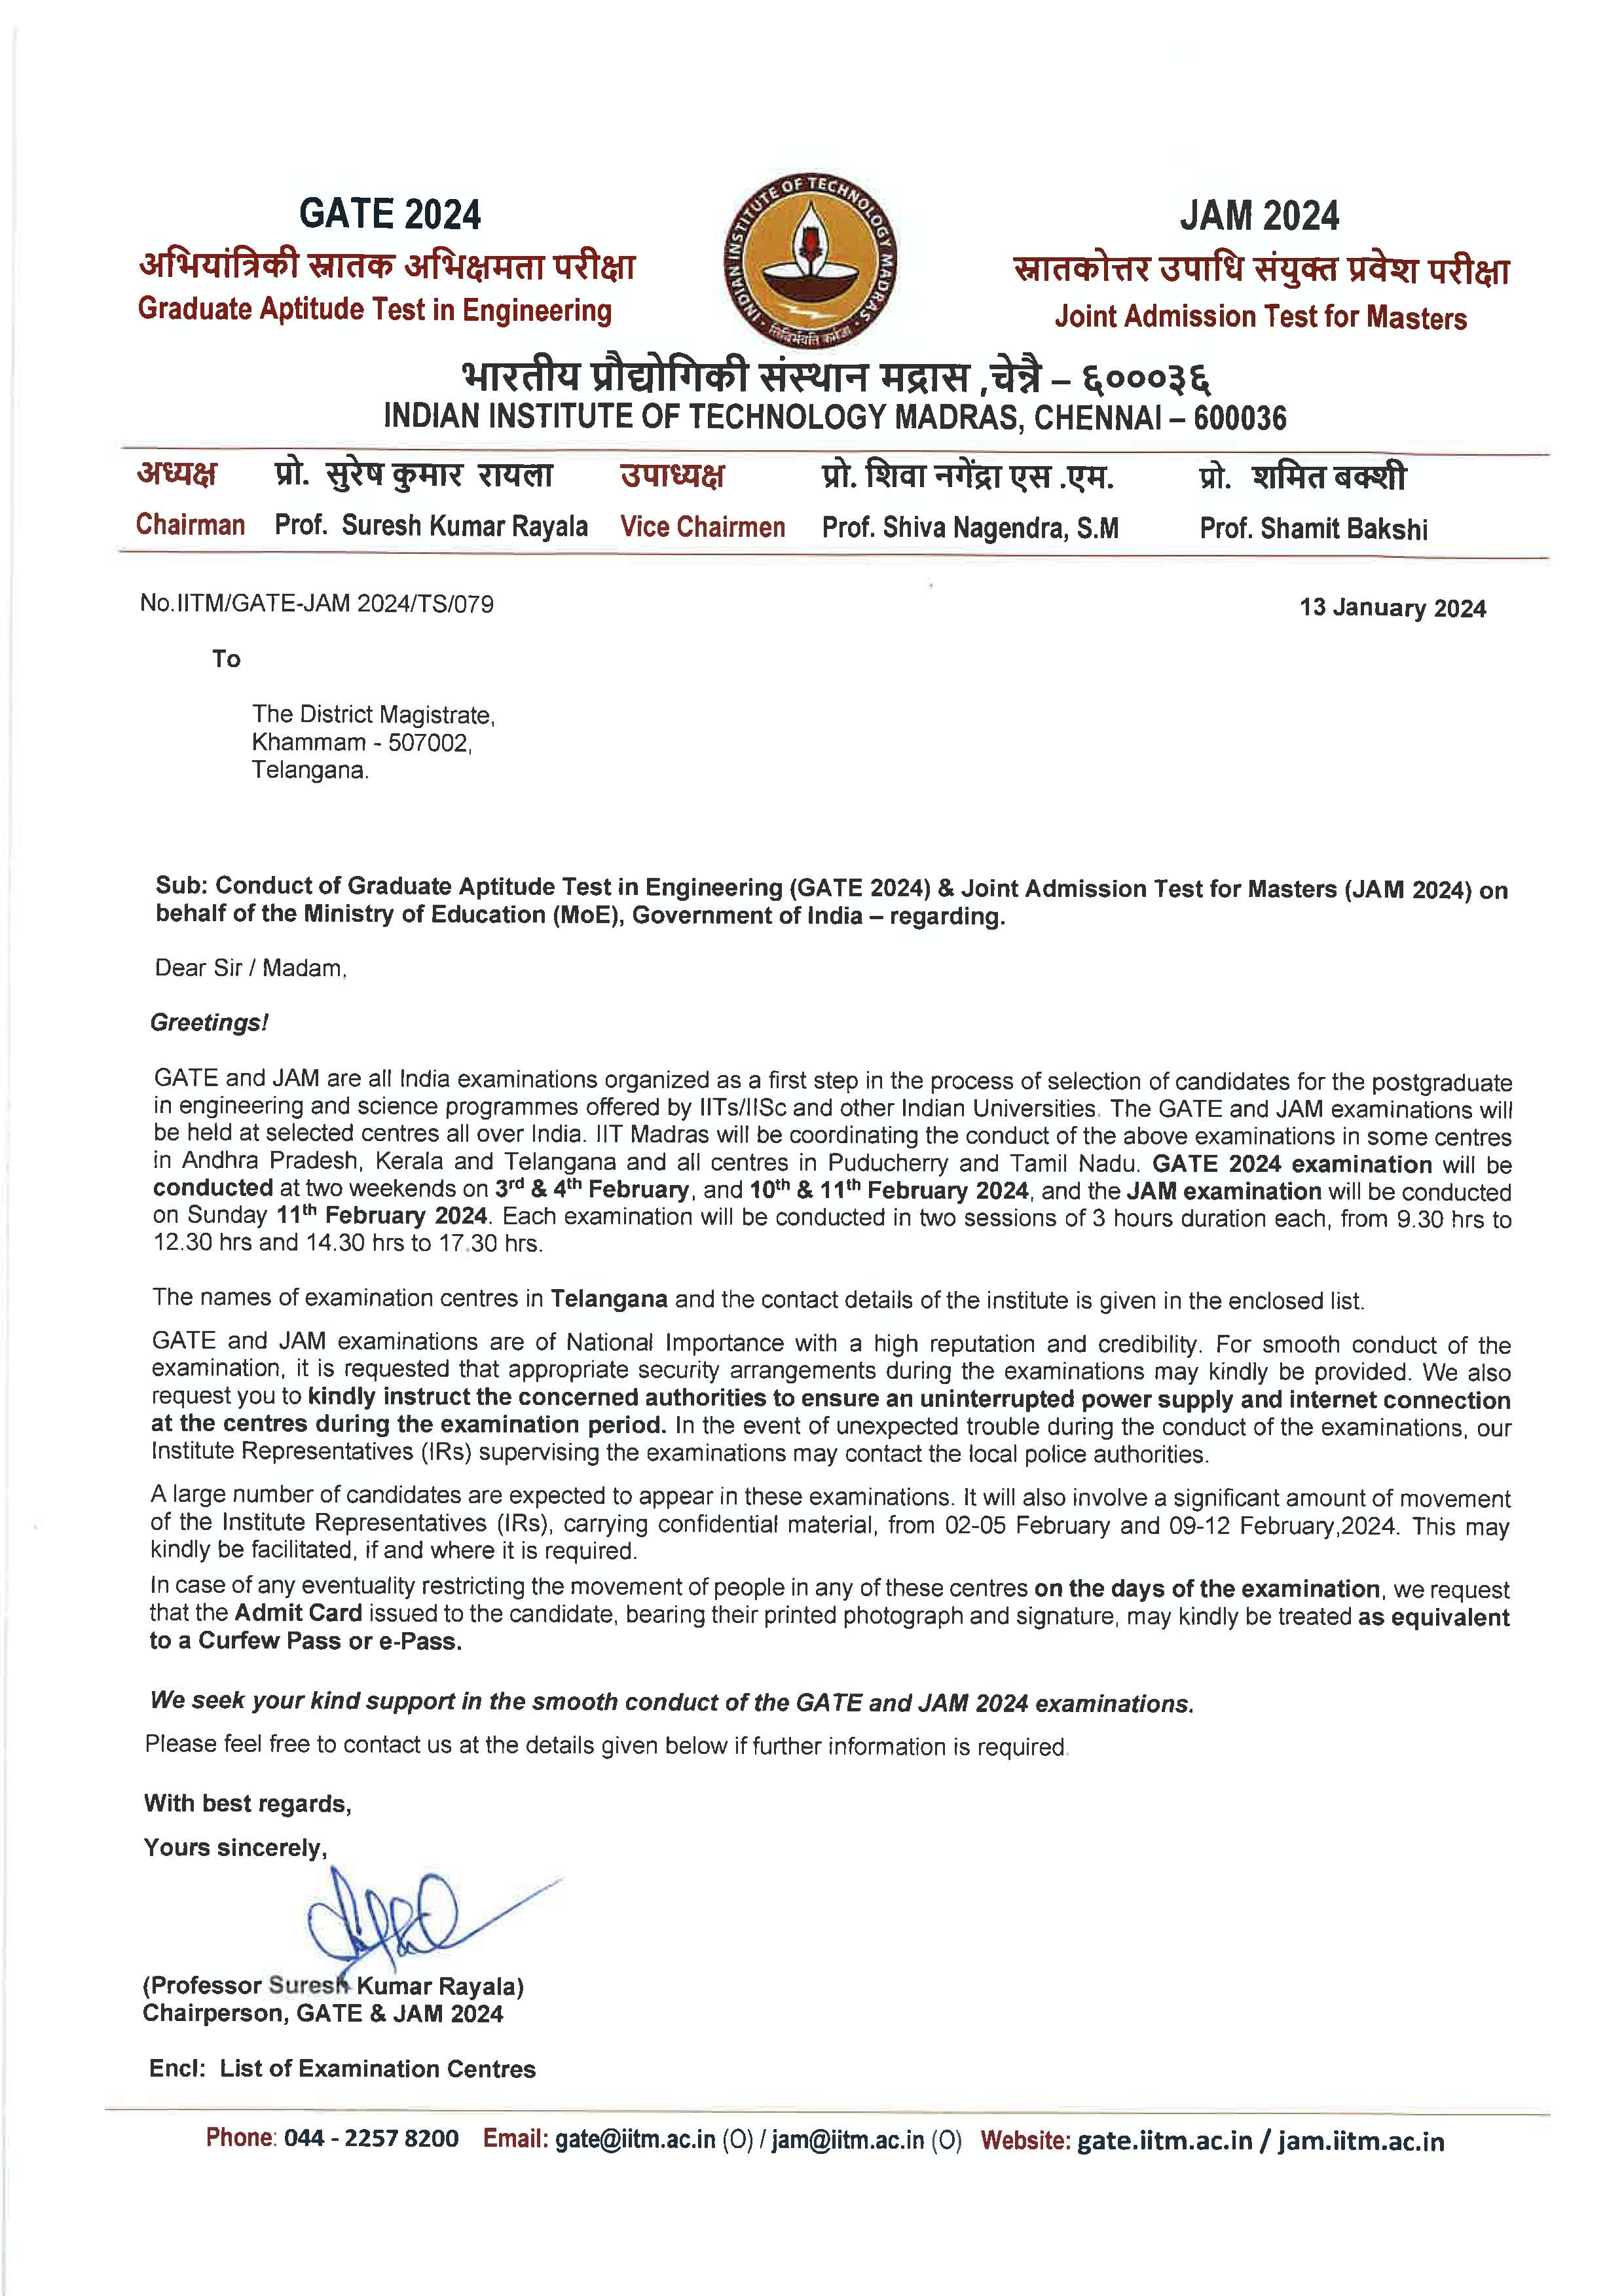 GATE 2024
अभियांत्रिकी स्नातक अभिक्षमता परीक्षा
Graduate Aptitude Test in Engineering
INDIAN INSTITUTE OF TECHNOLOGY MADRAS
JAM 2024
स्नातकोत्तर उपाधि संयुक्त प्रवेश परीक्षा
Joint Admission Test for Masters
भारतीय प्रौद्योगिकी संस्थान मद्रास ,चेन्नै – ६०००३६
INDIAN INSTITUTE OF TECHNOLOGY MADRAS, CHENNAI – 600036
अध्यक्ष प्रो. सुरेष कुमार रायला उपाध्यक्ष प्रो. शिवा नगेंद्रा एस .एम. प्रो. शमित बक्शी
Chairman Prof. Suresh Kumar Rayala Vice Chairmen Prof. Shiva Nagendra, S.M Prof. Shamit Bakshi
No.IITM/GATE-JAM 2024/TS/079 13 January 2024
To
The District Magistrate,
Khammam - 507002,
Telangana.
Sub: Conduct of Graduate Aptitude Test in Engineering (GATE 2024) & Joint Admission Test for Masters (JAM 2024) on
behalf of the Ministry of Education (MoE), Government of India – regarding.
Dear Sir / Madam,
Greetings!
GATE and JAM are all India examinations organized as a first step in the process of selection of candidates for the postgraduate
in engineering and science programmes offered by IITs/IISc and other Indian Universities. The GATE and JAM examinations will
be held at selected centres all over India. IIT Madras will be coordinating the conduct of the above examinations in some centres
in Andhra Pradesh, Kerala and Telangana and all centres in Puducherry and Tamil Nadu. GATE 2024 examination will be
conducted at two weekends on 3rd & 4th February, and 10th & 11th February 2024, and the JAM examination will be conducted
on Sunday 11th February 2024. Each examination will be conducted in two sessions of 3 hours duration each, from 9.30 hrs to
12.30 hrs and 14.30 hrs to 17.30 hrs.
The names of examination centres in Telangana and the contact details of the institute is given in the enclosed list.
GATE and JAM examinations are of National Importance with a high reputation and credibility. For smooth conduct of the
examination, it is requested that appropriate security arrangements during the examinations may kindly be provided. We also
request you to kindly instruct the concerned authorities to ensure an uninterrupted power supply and internet connection
at the centres during the examination period. In the event of unexpected trouble during the conduct of the examinations, our
Institute Representatives (IRs) supervising the examinations may contact the local police authorities.
A large number of candidates are expected to appear in these examinations. It will also involve a significant amount of movement
of the Institute Representatives (IRs), carrying confidential material, from 02-05 February and 09-12 February,2024. This may
kindly be facilitated, if and where it is required.
In case of any eventuality restricting the movement of people in any of these centres on the days of the examination, we request
that the Admit Card issued to the candidate, bearing their printed photograph and signature, may kindly be treated as equivalent
to a Curfew Pass or e-Pass.
We seek your kind support in the smooth conduct of the GATE and JAM 2024 examinations.
Please feel free to contact us at the details given below if further information is required.
With best regards,
Yours sincerely,
(Professor Suresh Kumar Rayala)
Chairperson, GATE & JAM 2024
Encl: List of Examination Centres
Phone: 044 - 2257 8200 Email: gate@iitm.ac.in (O) / jam@iitm.ac.in (O) Website: gate.iitm.ac.in / jam.iitm.ac.in